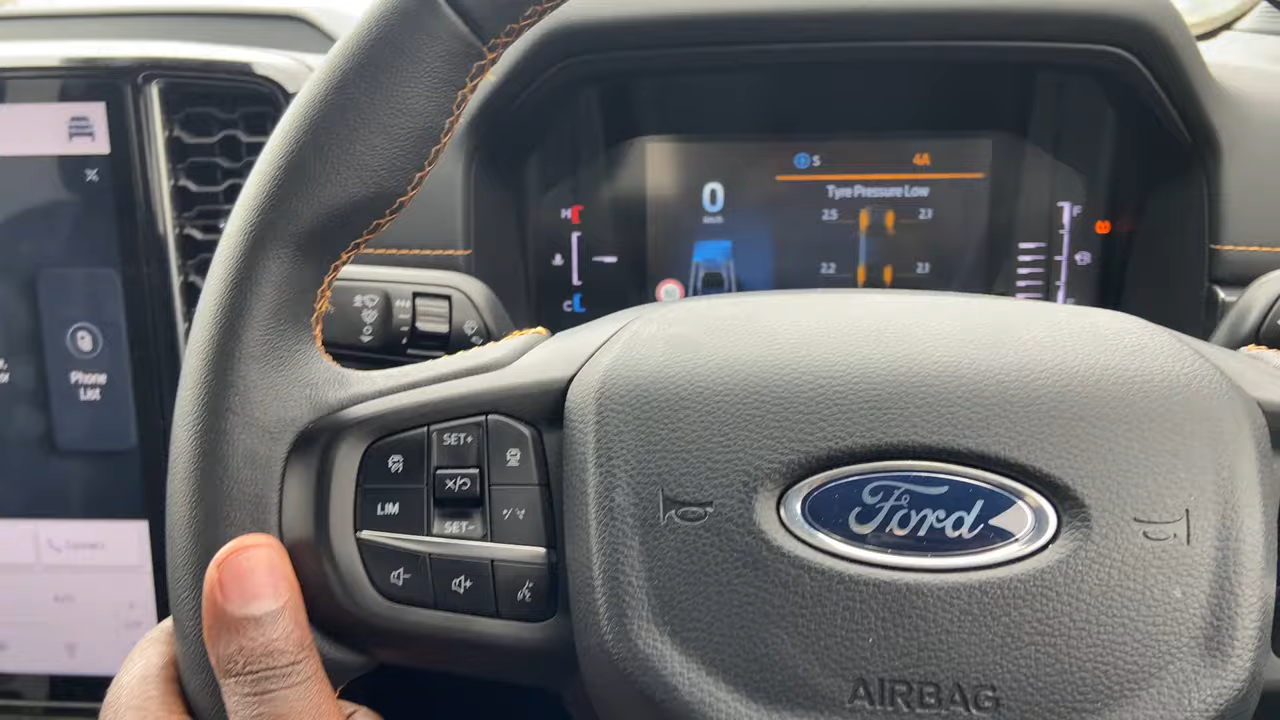 S 4A
Tyre Pressure Low
0
km/h
2.5 2.1
2.2 2.1
H
C
F
Phone
List
SET+
LIM
SET-
Ford
AIRBAG